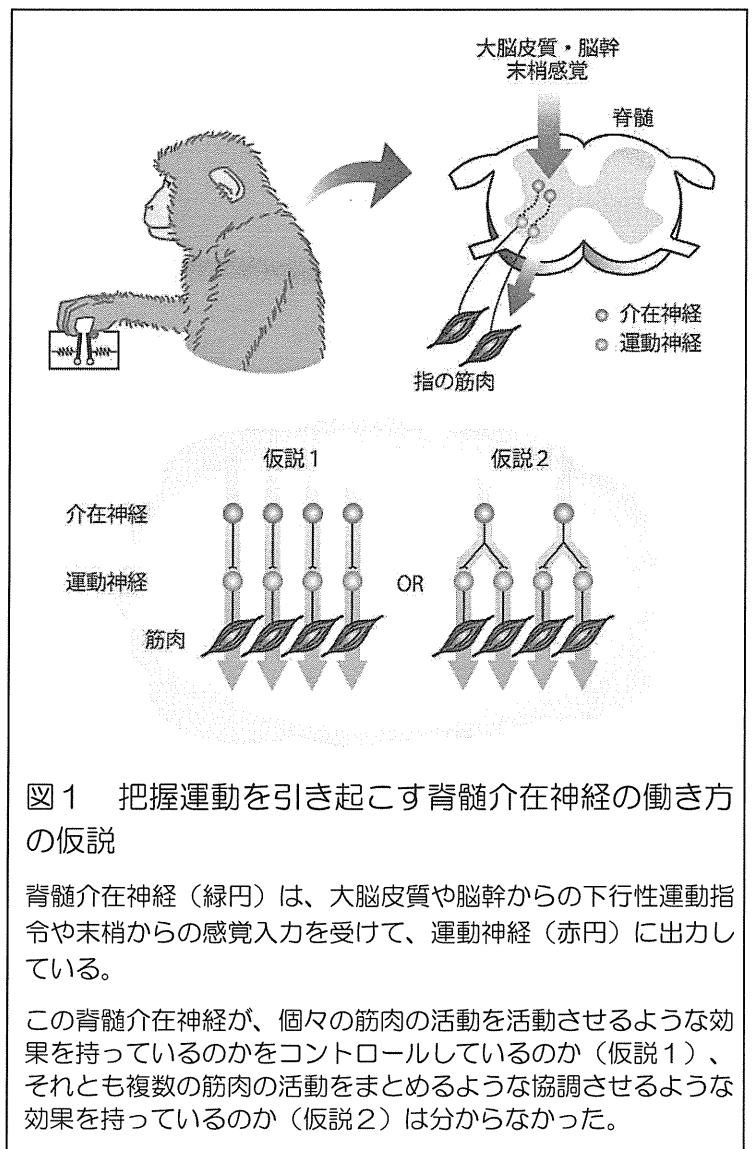 大脳皮質・脳幹
末梢感覚
脊髄
介在神経
運動神経
指の筋肉
仮説1
仮説2
介在神経
運動神経
OR
筋肉
図1 把握運動を引き起こす脊髄介在神経の働き方
の仮説
脊髄介在神経（緑円）は、大脳皮質や脳幹からの下行性運動指
令や末梢からの感覚入力を受けて、運動神経（赤円）に出力し
ている。
この脊髄介在神経が、個々の筋肉の活動を活動させるような効
果を持っているのかをコントロールしているのか（仮説1）、
それとも複数の筋肉の活動をまとめるような協調させるような
効果を持っているのか（仮説2）は分からなかった。